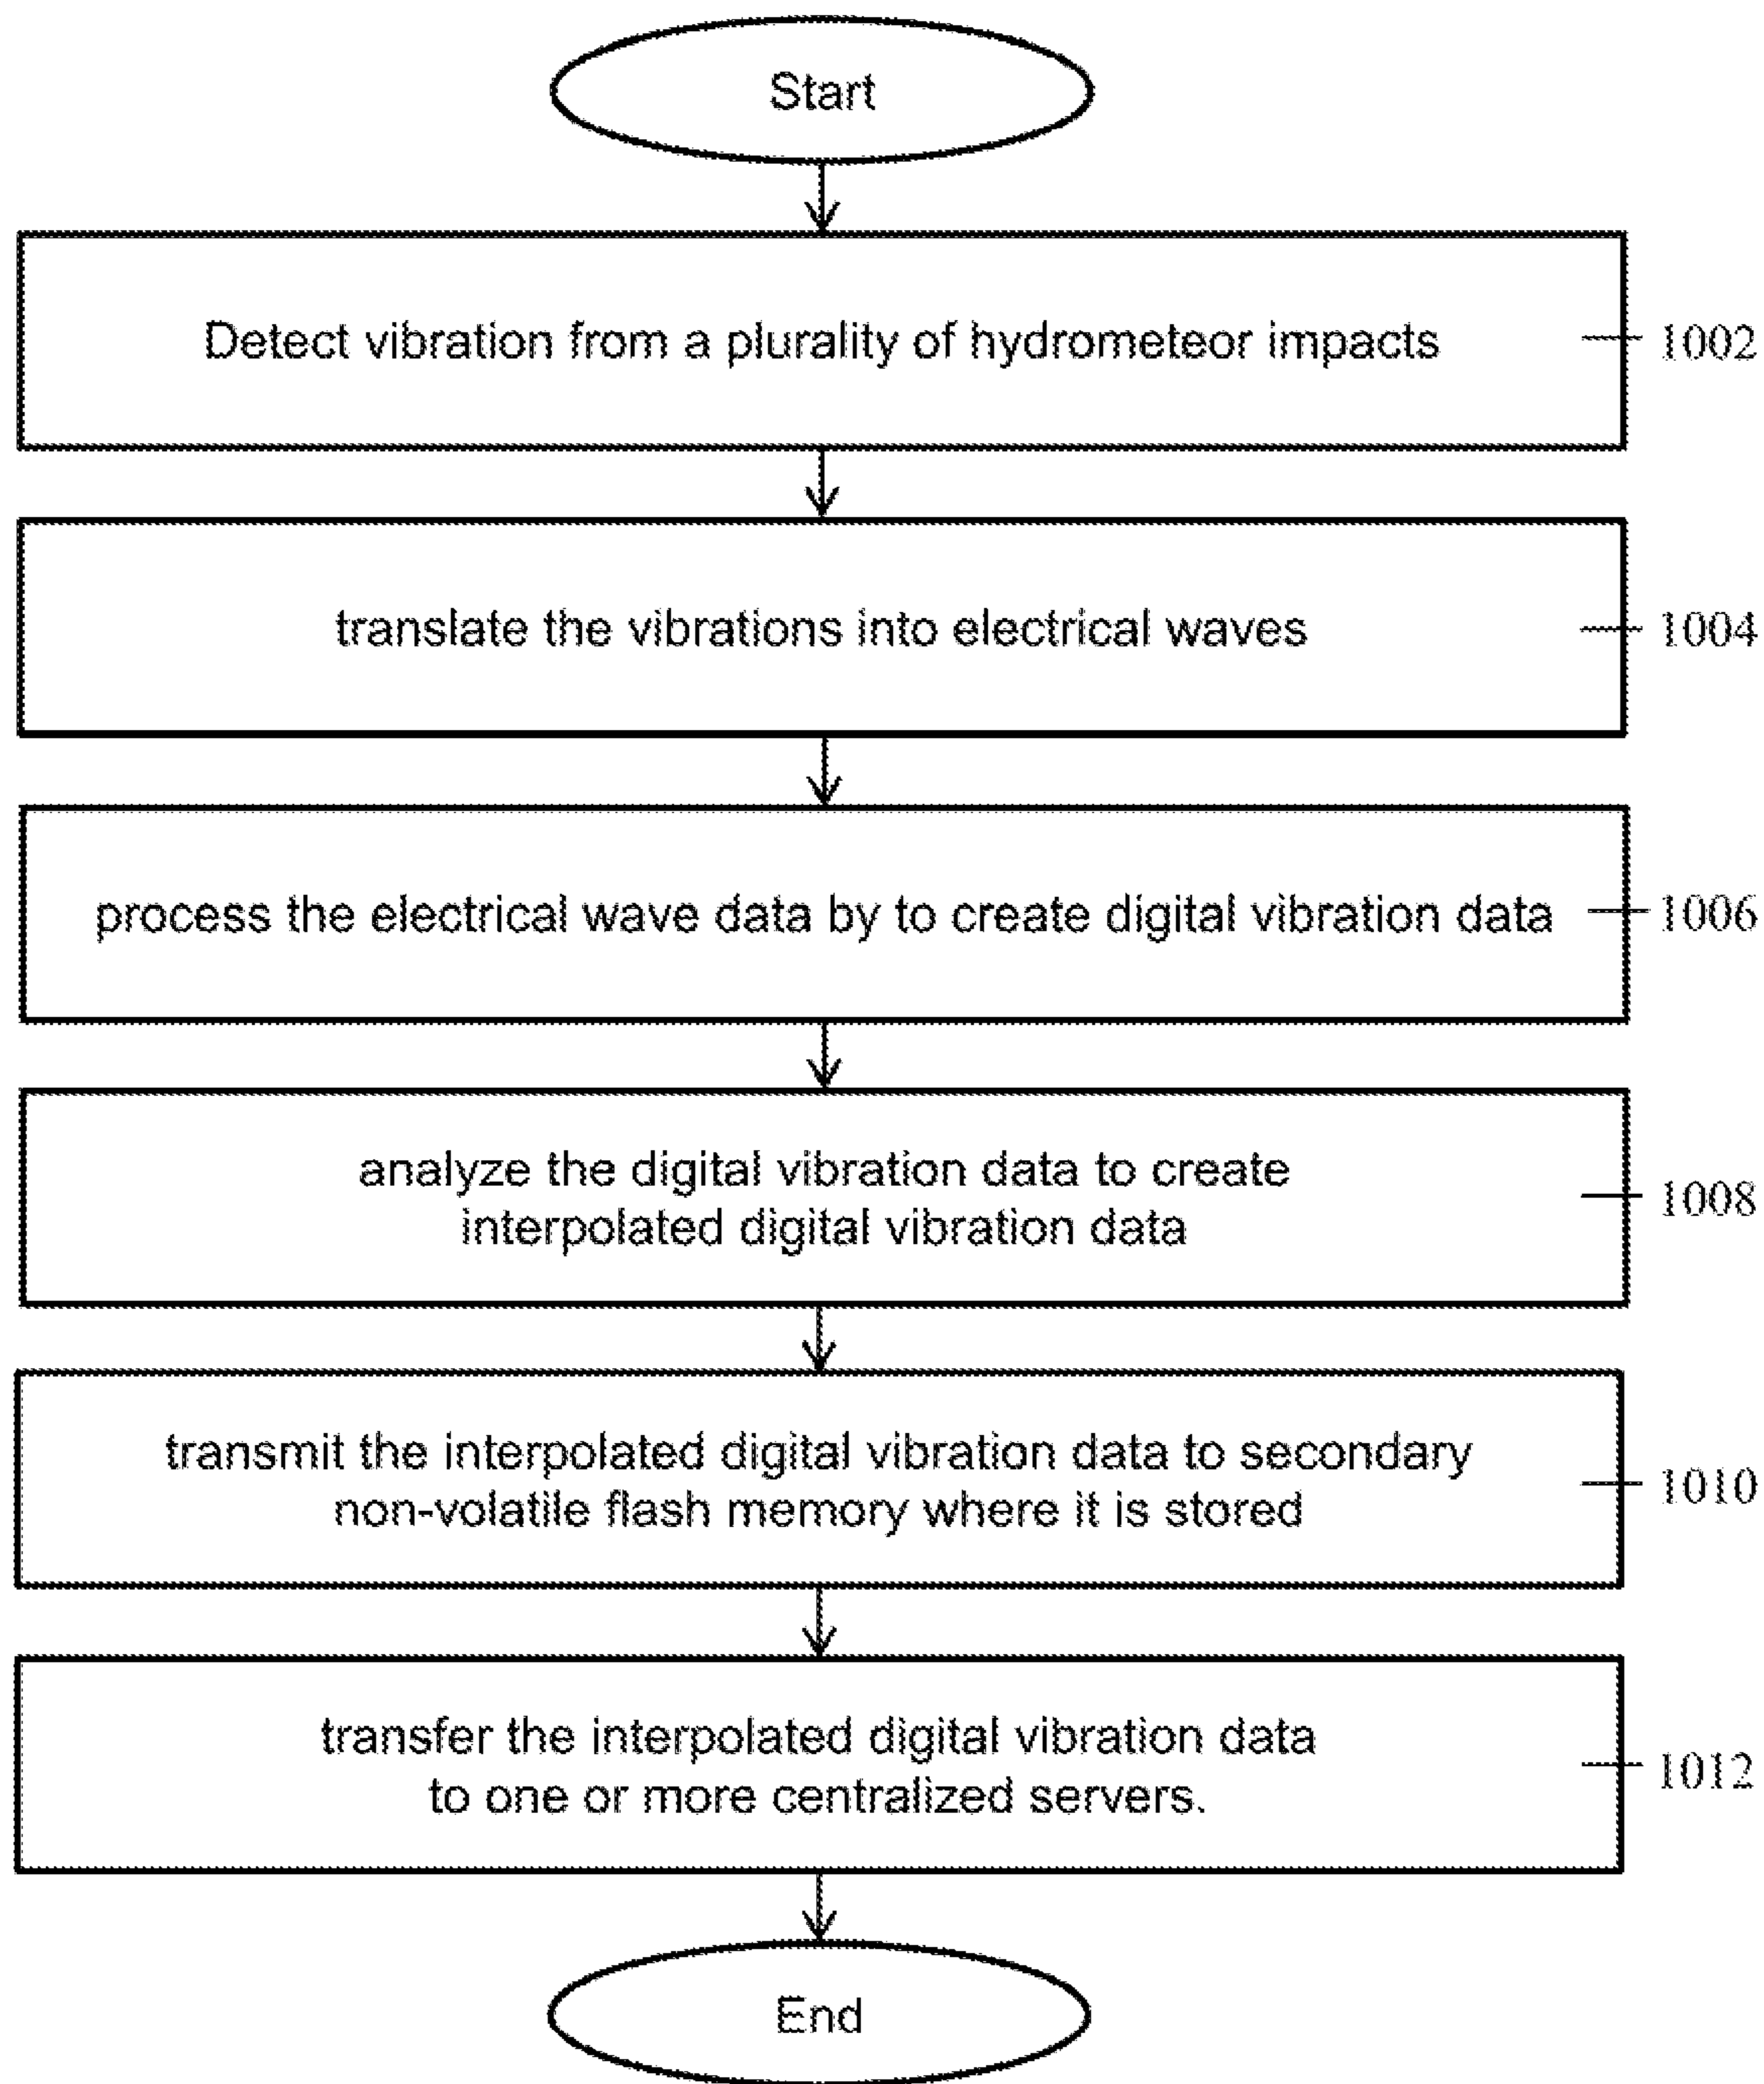 Start
Detect vibration from a plurality of hydrometeor impacts
1002
translate the vibrations into electrical waves
1004
process the electrical wave data by to create digital vibration data
1006
analyze the digital vibration data to create
interpolated digital vibration data
1008
transmit the interpolated digital vibration data to secondary
non-volatile flash memory where it is stored
1010
transfer the interpolated digital vibration data
to one or more centralized servers.
1012
End